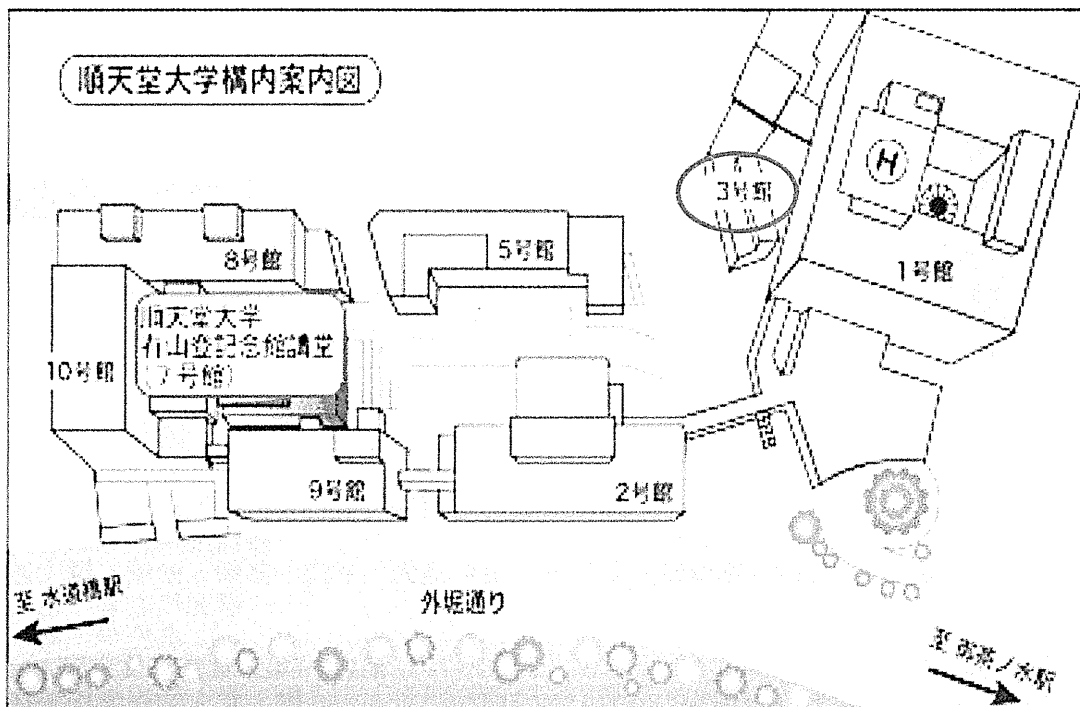 順天堂大学構内案内図
3号館
H
1号館
8号館
5号館
順天堂大学
有山登記念館講堂
(7号館)
10号館
9号館
2号館
至 水道橋駅
外堀通り
至 御茶ノ水駅